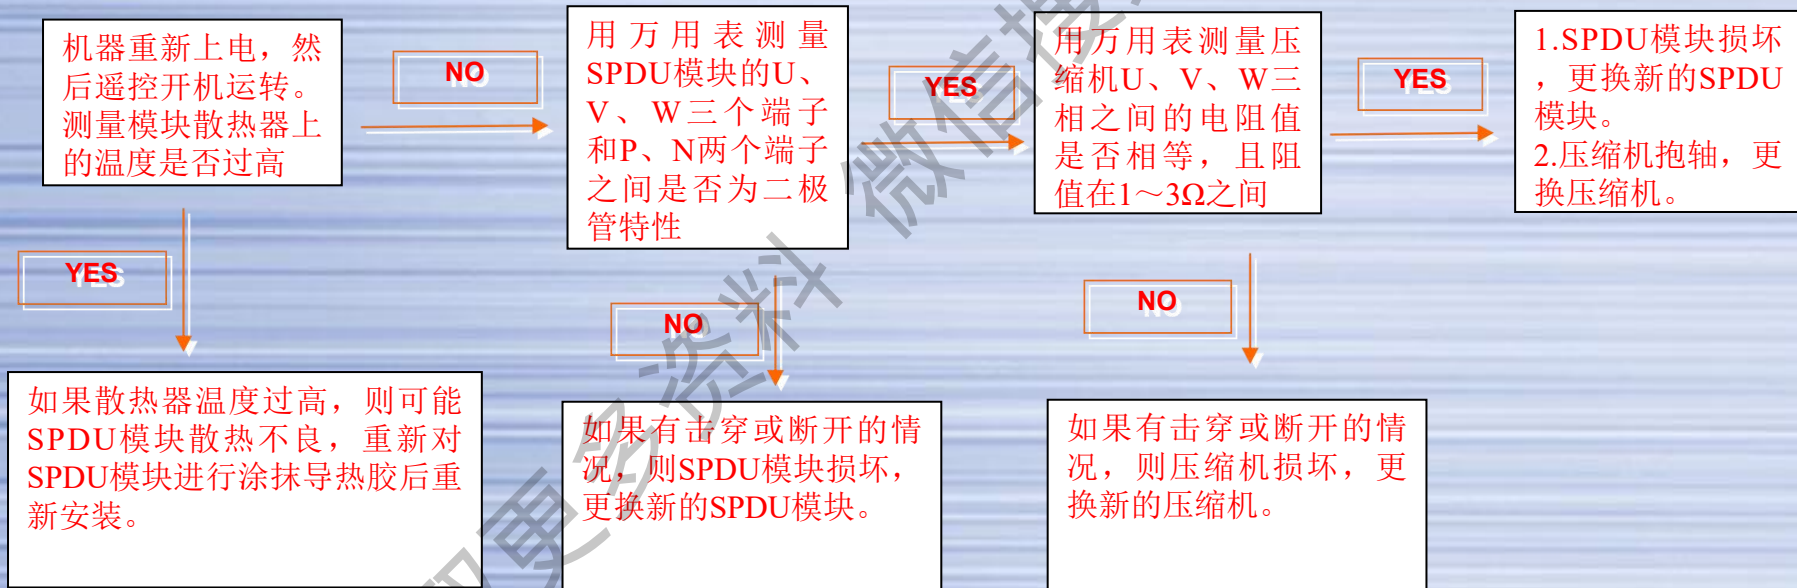 机器重新上电，然
后遥控开机运转。
测量模块散热器上
的温度是否过高
NO
用万用表测量
SPDU模块的U、
V、W三个端子
和P、N两个端子
之间是否为二极
管特性
YES
用万用表测量压
缩机U、V、W三
相之间的电阻值
是否相等，且阻
值在1～3Ω之间
YES
1.SPDU模块损坏
，更换新的SPDU
模块。
2.压缩机抱轴，更
换压缩机。
YES
NO
NO
如果散热器温度过高，则可能
SPDU模块散热不良，重新对
SPDU模块进行涂抹导热胶后重
新安装。
如果有击穿或断开的情
况，则SPDU模块损坏，
更换新的SPDU模块。
如果有击穿或断开的情
况，则压缩机损坏，更
换新的压缩机。
更多资料 微信搜